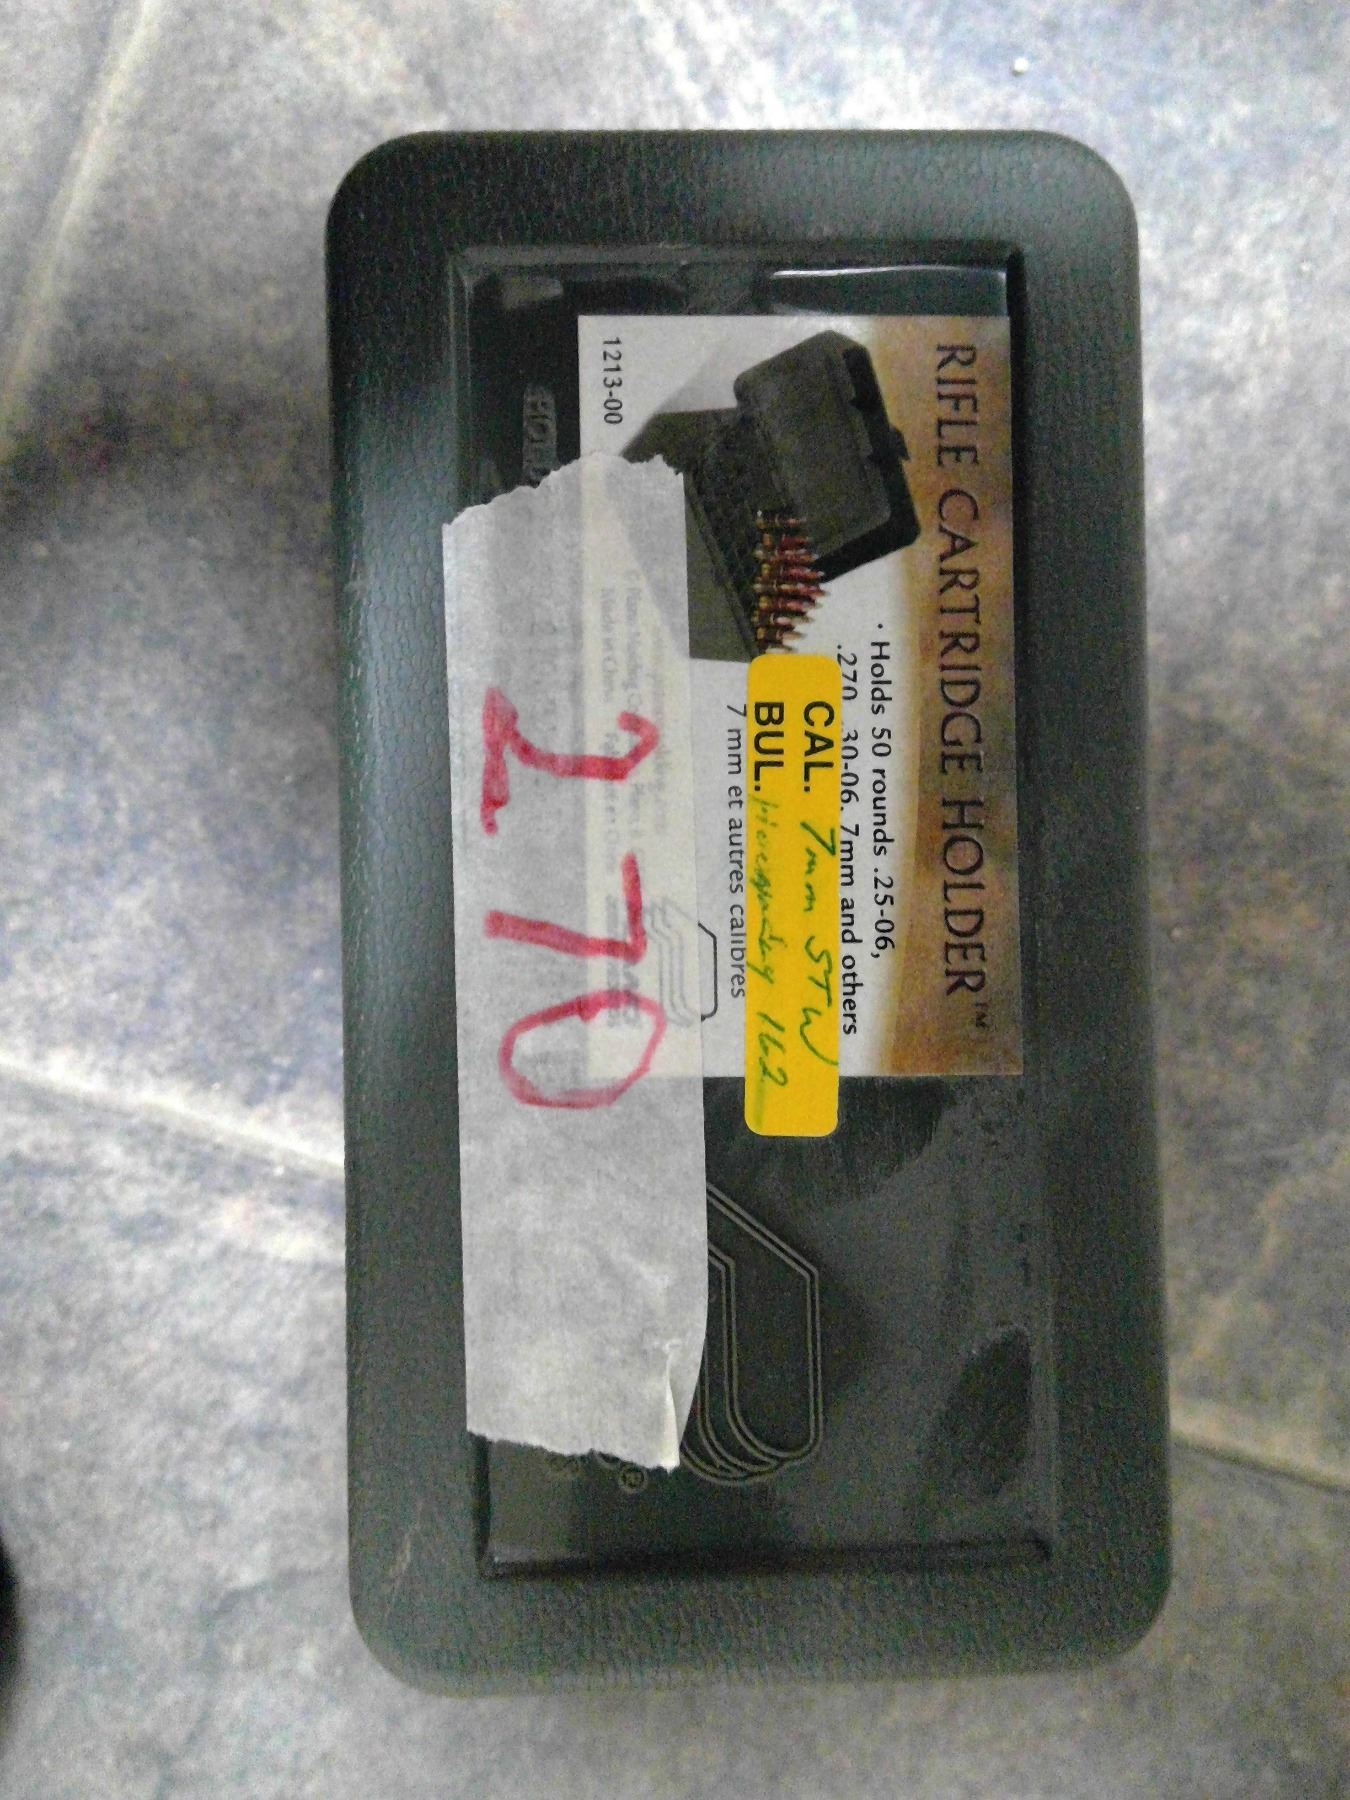 RIFLE CARTRIDGE HOLDER™
· Holds 50 rounds .25-06,
.270 .30-06. 7mm and others
CAL. 7mm STW
BUL. 162
7 mm et autres calibres
1213-00
270